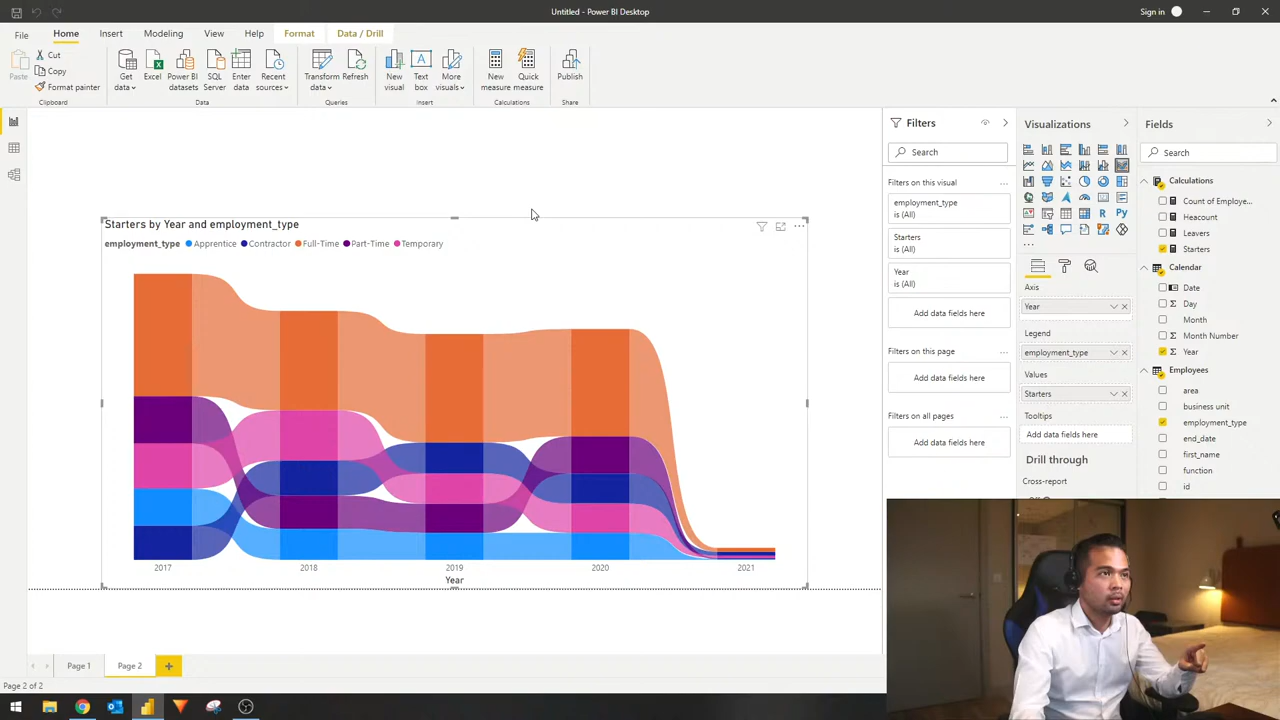 Untitled - Power BI Desktop
Sign in
File
Home
Insert
Modeling
View
Help
Format
Data / Drill
Paste
Cut
Copy
Format painter
Clipboard
Get data
Excel
Power BI datasets
SQL Server
Enter data
Recent sources
Data
Transform data
Refresh
Queries
New visual
Text box
More visuals
Insert
New measure
Quick measure
Calculations
Publish
Share
Starters by Year and employment_type
employment_type Apprentice Contractor Full-Time Part-Time Temporary
2017
2018
2019
2020
2021
Year
Filters
Search
Filters on this visual
employment_type
is (All)
Starters
is (All)
Year
is (All)
Add data fields here
Filters on this page
Add data fields here
Filters on all pages
Add data fields here
Visualizations
R
Py
Axis
Year
Legend
employment_type
Values
Starters
Tooltips
Add data fields here
Drill through
Cross-report
Fields
Search
Calculations
Count of Employe...
Heacount
Leavers
Starters
Calendar
Date
Day
Month
Month Number
Year
Employees
area
business unit
employment_type
end_date
first_name
function
id
Page 1
Page 2
Page 2 of 2